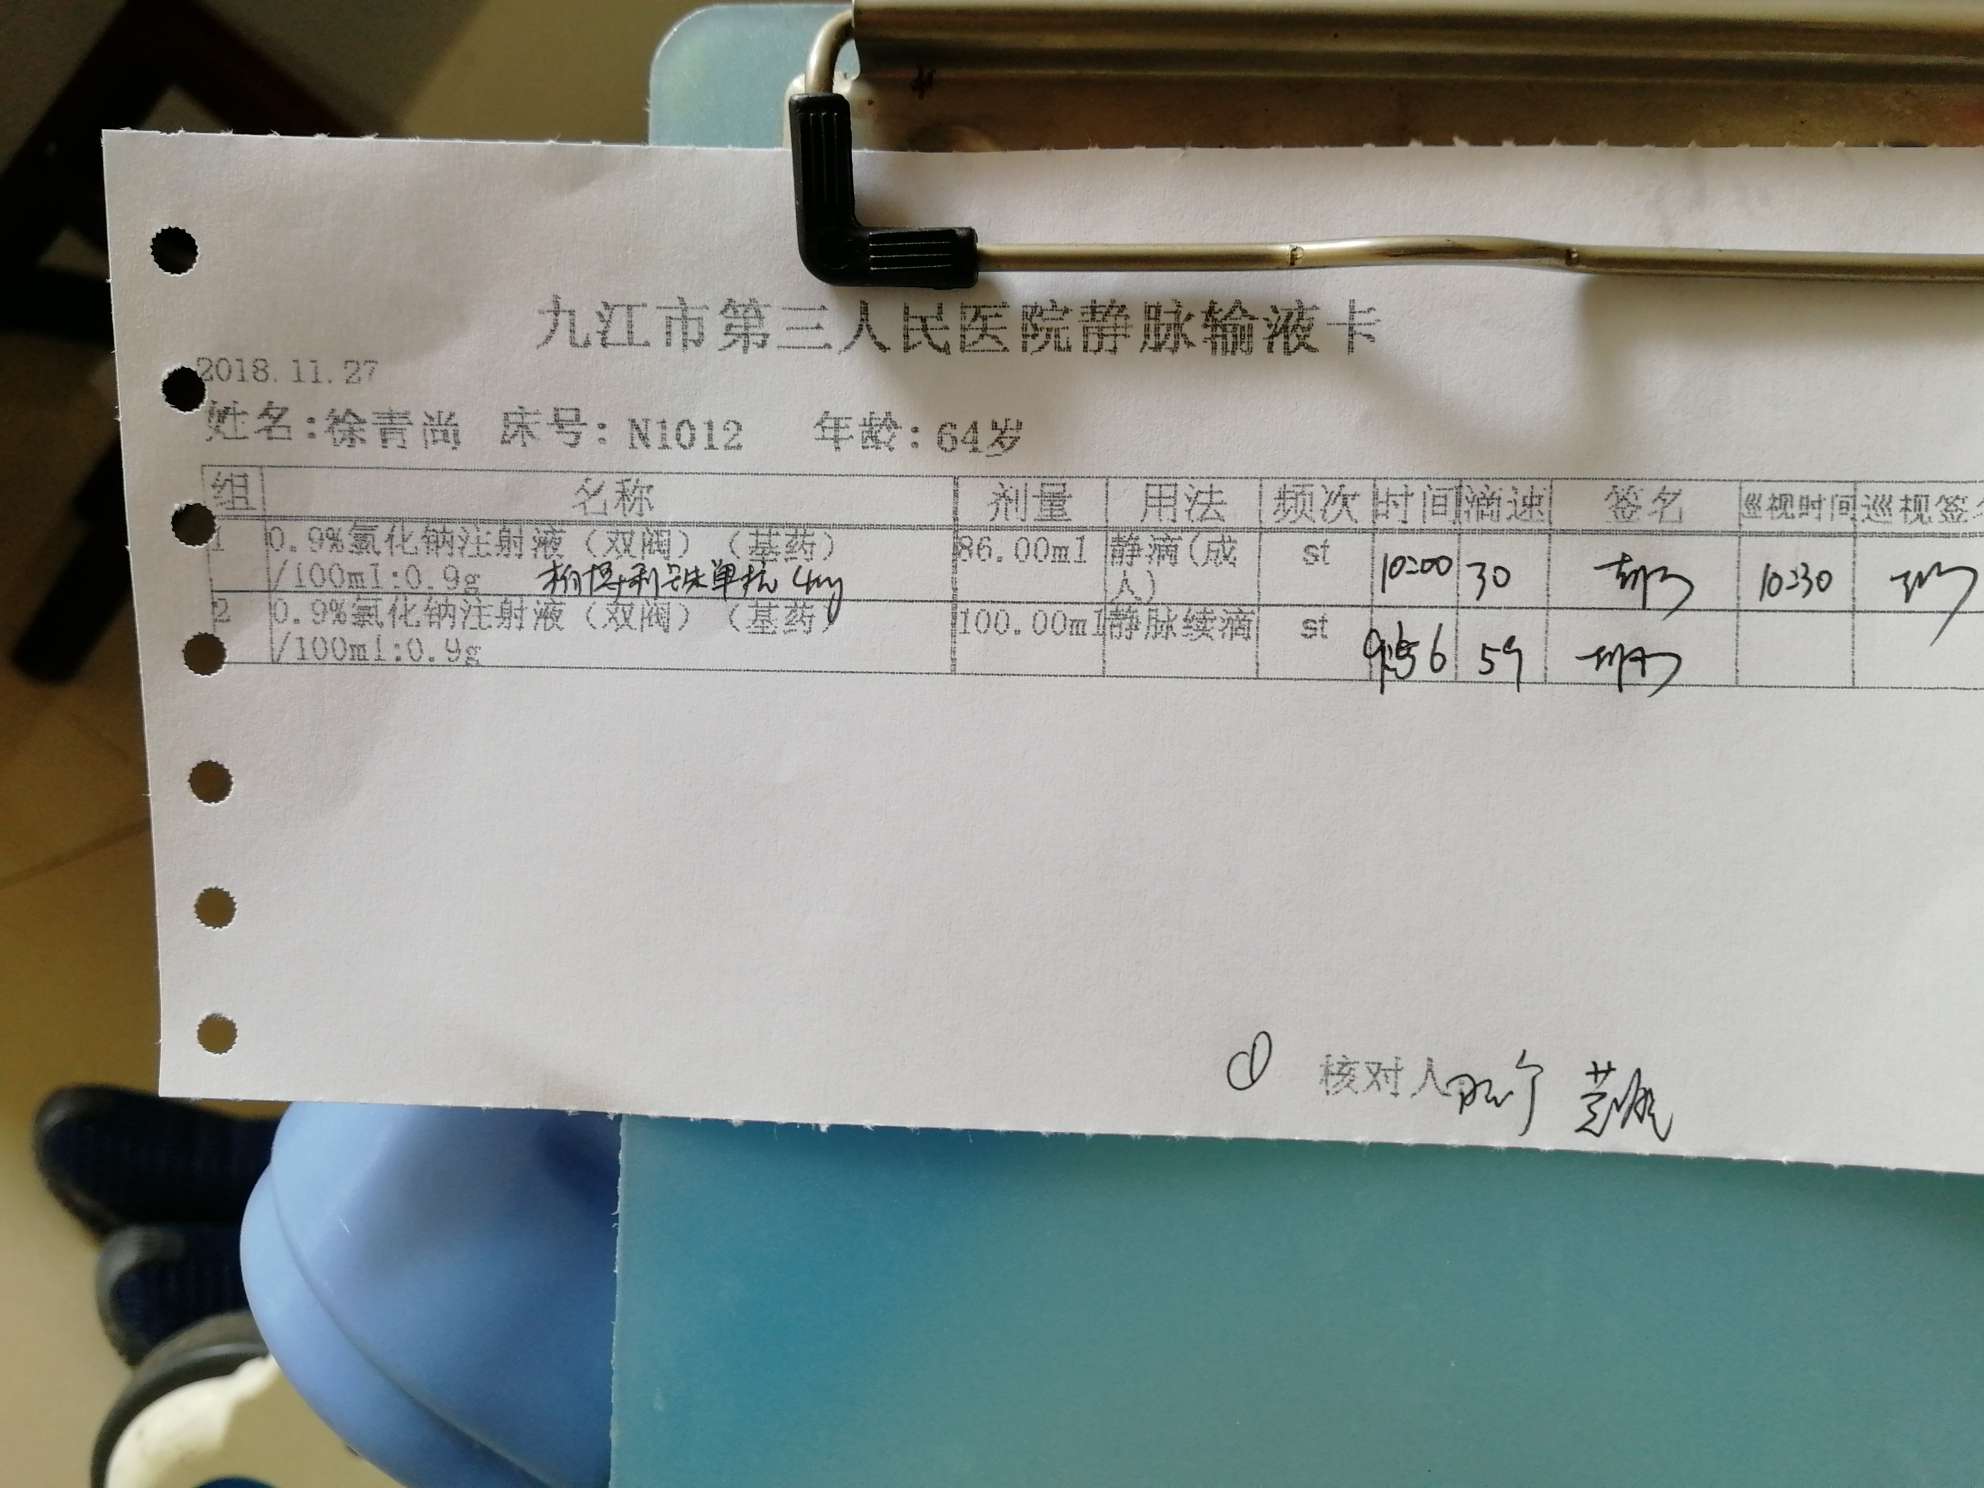 九江市第三人民医院静脉输液卡
2018.11.27
姓名:徐青尚 床号: N1012 年龄: 64岁
组 名称 剂量 用法 频次 时间 滴速 签名 巡视时间 巡视签名
1 0.9%氯化钠注射液（双阀）（基药） 86.00ml 静滴(成 st 10:00 30 10:30
/100ml:0.9g 单抗 人)
2 0.9%氯化钠注射液（双阀）（基药） 100.00ml 静脉续滴 st 9:56 59
/100ml:0.9g
① 核对人